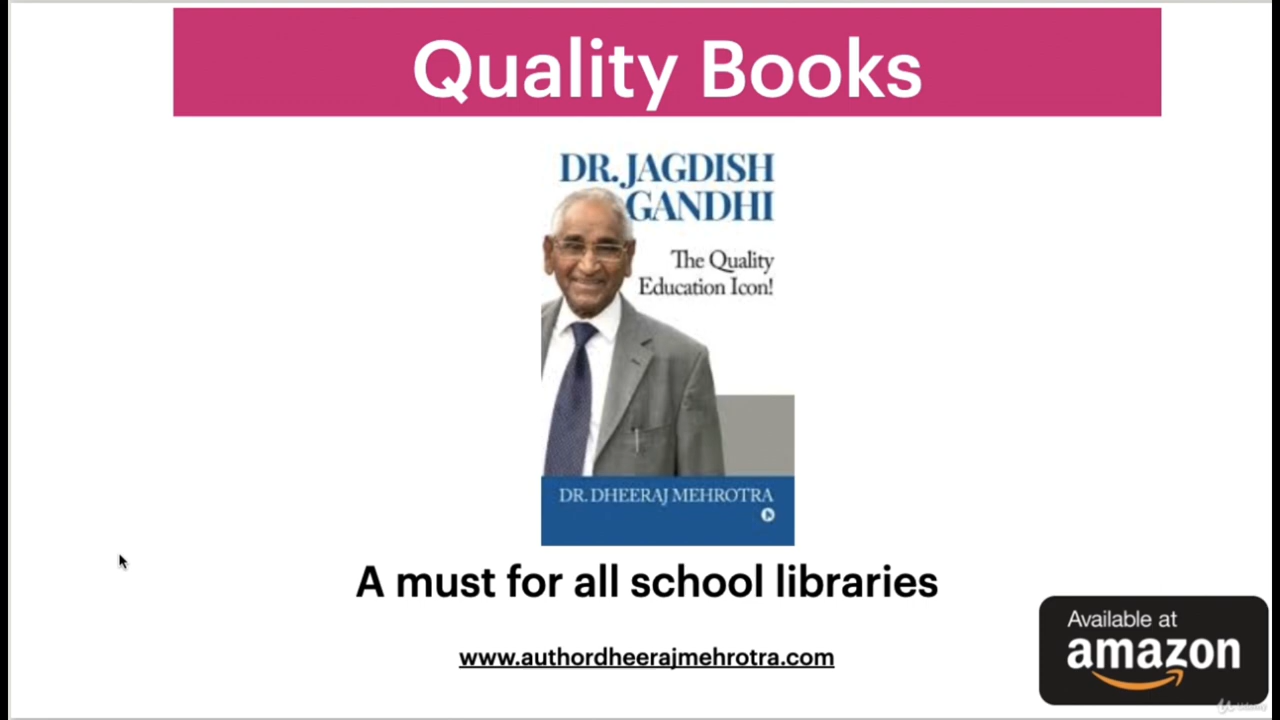 Quality Books
DR. JAGDISH
GANDHI
The Quality
Education Icon!
DR. DHEERAJ MEHROTRA
A must for all school libraries
www.authordheerajmehrotra.com
Available at
amazon
Udemy